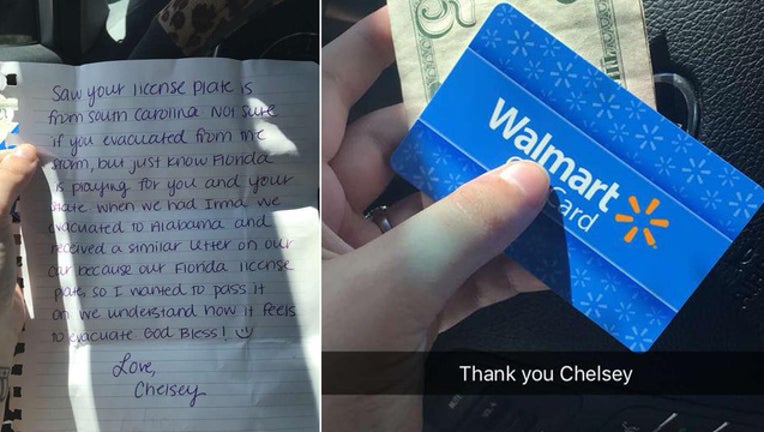 Saw your license plate is
from South Carolina. Not sure
if you evacuated from the
storm, but just know Florida
is praying for you and your
state. When we had Irma we
evacuated to Alabama and
received a similar letter on our
car because our Florida license
plate, so I wanted to pass it
on. We understand how it feels
to evacuate. God Bless! :)
Love,
Chelsey
5
Walmart
Card
Thank you Chelsey